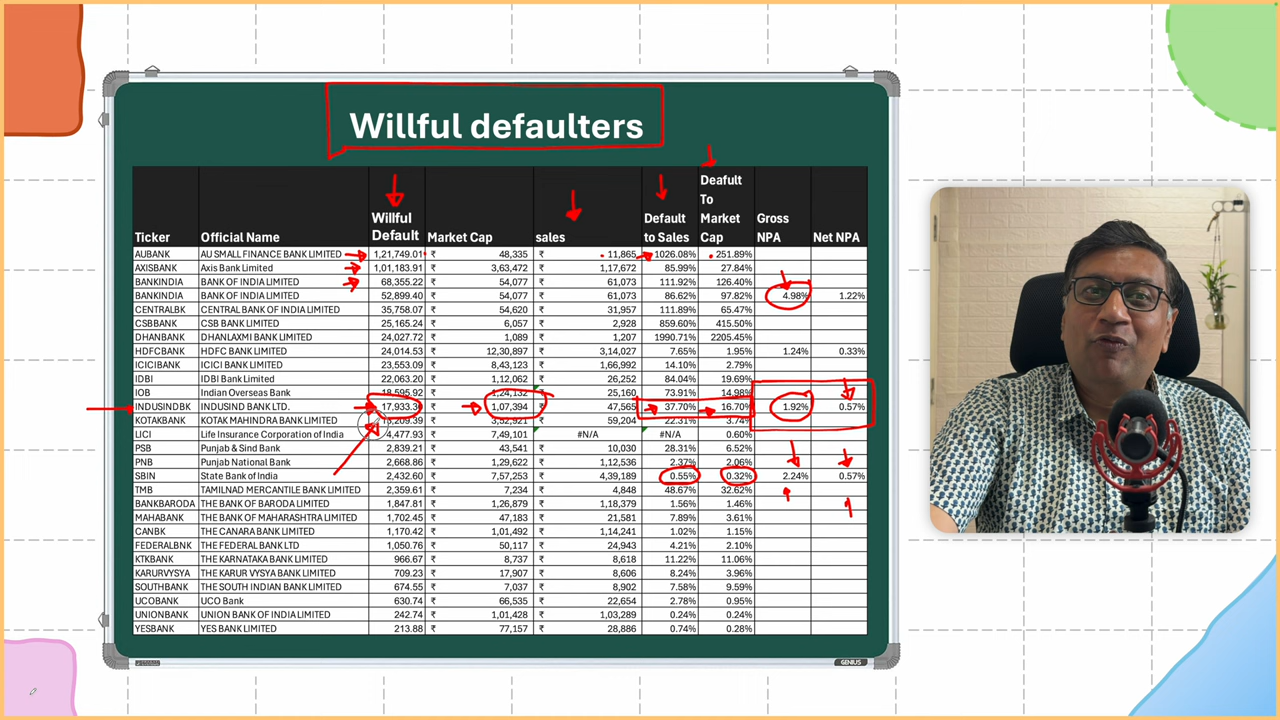 Willful defaulters
Ticker Official Name Willful Default Market Cap sales Default to Sales Deafult To Market Cap Gross NPA Net NPA
AUBANK AU SMALL FINANCE BANK LIMITED 1,21,749.01 ₹ 48,335 ₹ 11,865 1026.08% 251.89%
AXISBANK Axis Bank Limited 1,01,183.91 ₹ 3,63,472 ₹ 1,17,672 85.99% 27.84%
BANKINDIA BANK OF INDIA LIMITED 68,355.22 ₹ 54,077 ₹ 61,073 111.92% 126.40%
BANKINDIA BANK OF INDIA LIMITED 52,899.40 ₹ 54,077 ₹ 61,073 86.62% 97.82% 4.98% 1.22%
CENTRALBK CENTRAL BANK OF INDIA LIMITED 35,758.07 ₹ 54,620 ₹ 31,957 111.89% 65.47%
CSBBANK CSB BANK LIMITED 25,165.24 ₹ 6,057 ₹ 2,928 859.60% 415.50%
DHANBANK DHANLAXMI BANK LIMITED 24,027.72 ₹ 1,089 ₹ 1,207 1990.71% 2205.45%
HDFCBANK HDFC BANK LIMITED 24,014.53 ₹ 12,30,897 ₹ 3,14,027 7.65% 1.95% 1.24% 0.33%
ICICIBANK ICICI BANK LIMITED 23,553.01 ₹ 8,43,123 ₹ 1,66,992 14.10% 2.79%
IDBI IDBI Bank Limited 22,063.20 ₹ 1,12,062 ₹ 26,252 84.04% 19.69%
IOB Indian Overseas Bank 18,595.92 ₹ 1,24,132 ₹ 25,160 73.91% 14.98%
INDUSINDBK INDUSIND BANK LTD. 17,933.3 ₹ 1,07,394 ₹ 47,565 37.70% 16.70% 1.92% 0.57%
KOTAKBANK KOTAK MAHINDRA BANK LIMITED ₹ 3,52,921 ₹ 59,204 22.31% 3.74%
LICI Life Insurance Corporation of India 4,477.93 ₹ 7,49,101 #N/A #N/A 0.60%
PSB Punjab & Sind Bank 2,839.21 ₹ 43,541 ₹ 10,030 28.31% 6.52%
PNB Punjab National Bank 2,668.86 ₹ 1,29,622 ₹ 1,12,536 2.37% 2.06%
SBIN State Bank of India 2,432.60 ₹ 7,57,253 ₹ 4,39,189 0.55% 0.32% 2.24% 0.57%
TMB TAMILNAD MERCANTILE BANK LIMITED 2,359.61 ₹ 7,234 ₹ 4,848 48.67% 32.62%
BANKBARODA THE BANK OF BARODA LIMITED 1,847.81 ₹ 1,26,879 ₹ 1,18,379 1.56% 1.46%
MAHABANK THE BANK OF MAHARASHTRA LIMITED 1,702.45 ₹ 47,183 ₹ 21,581 7.89% 3.61%
CANBK THE CANARA BANK LIMITED 1,170.42 ₹ 1,01,492 ₹ 1,14,241 1.02% 1.15%
FEDERALBNK THE FEDERAL BANK LTD 1,050.76 ₹ 50,117 ₹ 24,943 4.21% 2.10%
KTKBANK THE KARNATAKA BANK LIMITED 966.67 ₹ 8,737 ₹ 8,618 11.22% 11.06%
KARURVYSYA THE KARUR VYSYA BANK LIMITED 709.23 ₹ 17,907 ₹ 8,606 8.24% 3.96%
SOUTHBANK THE SOUTH INDIAN BANK LIMITED 674.55 ₹ 7,037 ₹ 8,902 7.58% 9.59%
UCOBANK UCO Bank 630.74 ₹ 66,535 ₹ 22,654 2.78% 0.95%
UNIONBANK UNION BANK OF INDIA LIMITED 242.74 ₹ 1,01,428 ₹ 1,03,289 0.24% 0.24%
YESBANK YES BANK LIMITED 213.88 ₹ 77,157 ₹ 28,886 0.74% 0.28%
GENIUS